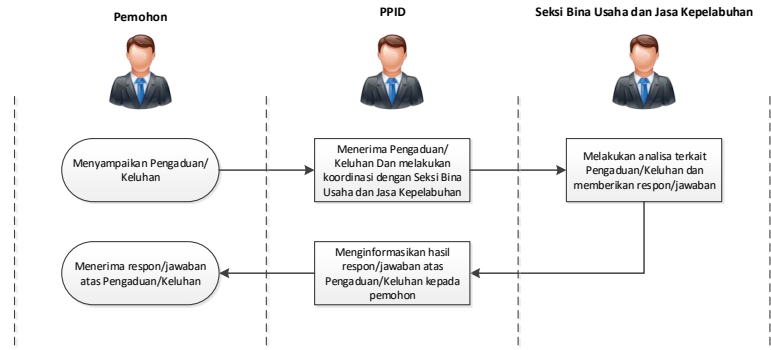 Pemohon
PPID
Seksi Bina Usaha dan Jasa Kepelabuhan
Menyampaikan Pengaduan/
Keluhan
Menerima Pengaduan/
Keluhan Dan melakukan
koordinasi dengan Seksi Bina
Usaha dan Jasa Kepelabuhan
Melakukan analisa terkait
Pengaduan/Keluhan dan
memberikan respon/jawaban
Menerima respon/jawaban
atas Pengaduan/Keluhan
Menginformasikan hasil
respon/jawaban atas
Pengaduan/Keluhan kepada
pemohon